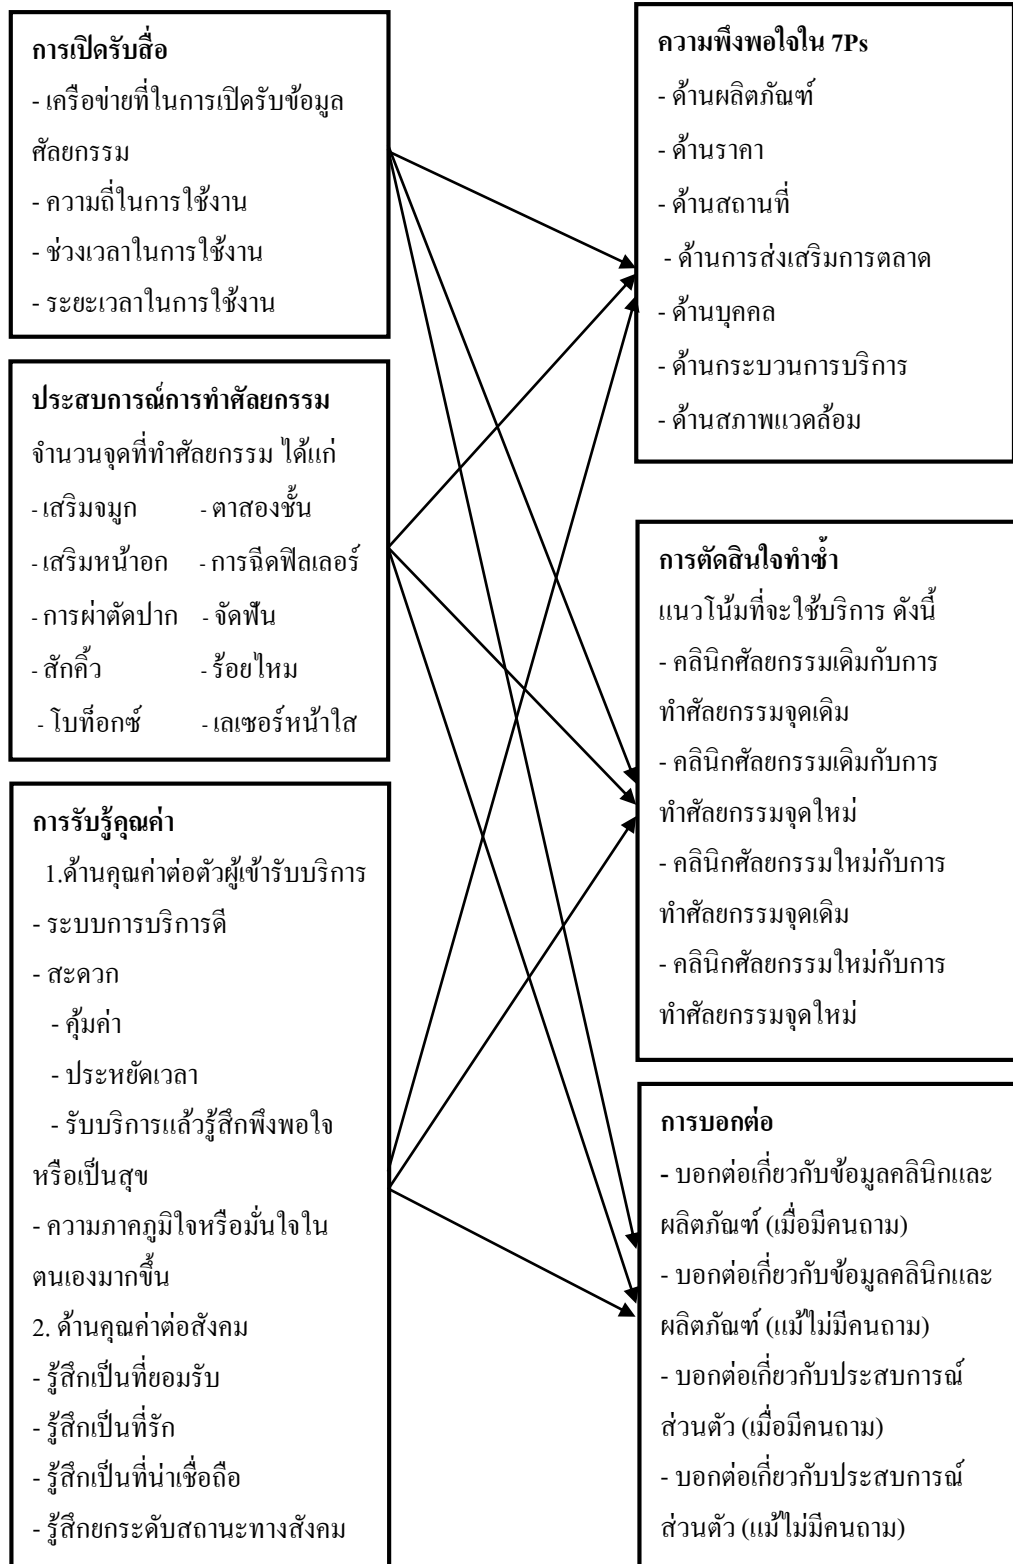 การเปิดรับสื่อ
- เครือข่ายที่ในการเปิดรับข้อมูล
ศัลยกรรม
- ความถี่ในการใช้งาน
- ช่วงเวลาในการใช้งาน
- ระยะเวลาในการใช้งาน
ประสบการณ์การทำศัลยกรรม
จำนวนจุดที่ทำศัลยกรรม ได้แก่
- เสริมจมูก - ตาสองชั้น
- เสริมหน้าอก - การฉีดฟิลเลอร์
- การผ่าตัดปาก - จัดฟัน
- สักคิ้ว - ร้อยไหม
- โบท็อกซ์ - เลเซอร์หน้าใส
การรับรู้คุณค่า
1.ด้านคุณค่าต่อตัวผู้เข้ารับบริการ
- ระบบการบริการดี
- สะดวก
- คุ้มค่า
- ประหยัดเวลา
- รับบริการแล้วรู้สึกพึงพอใจ
หรือเป็นสุข
- ความภาคภูมิใจหรือมั่นใจใน
ตนเองมากขึ้น
2. ด้านคุณค่าต่อสังคม
- รู้สึกเป็นที่ยอมรับ
- รู้สึกเป็นที่รัก
- รู้สึกเป็นที่น่าเชื่อถือ
- รู้สึกยกระดับสถานะทางสังคม
ความพึงพอใจใน 7Ps
- ด้านผลิตภัณฑ์
- ด้านราคา
- ด้านสถานที่
- ด้านการส่งเสริมการตลาด
- ด้านบุคคล
- ด้านกระบวนการบริการ
- ด้านสภาพแวดล้อม
การตัดสินใจทำซ้ำ
แนวโน้มที่จะใช้บริการ ดังนี้
- คลินิกศัลยกรรมเดิมกับการ
ทำศัลยกรรมจุดเดิม
- คลินิกศัลยกรรมเดิมกับการ
ทำศัลยกรรมจุดใหม่
- คลินิกศัลยกรรมใหม่กับการ
ทำศัลยกรรมจุดเดิม
- คลินิกศัลยกรรมใหม่กับการ
ทำศัลยกรรมจุดใหม่
การบอกต่อ
- บอกต่อเกี่ยวกับข้อมูลคลินิกและ
ผลิตภัณฑ์ (เมื่อมีคนถาม)
- บอกต่อเกี่ยวกับข้อมูลคลินิกและ
ผลิตภัณฑ์ (แม้ไม่มีคนถาม)
- บอกต่อเกี่ยวกับประสบการณ์
ส่วนตัว (เมื่อมีคนถาม)
- บอกต่อเกี่ยวกับประสบการณ์
ส่วนตัว (แม้ไม่มีคนถาม)